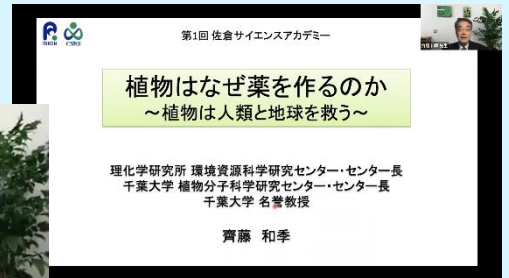 RIKEN
CSRS
第1回 佐倉サイエンスアカデミー
植物はなぜ薬を作るのか
～植物は人類と地球を救う～
理化学研究所 環境資源科学研究センター・センター長
千葉大学 植物分子科学研究センター・センター長
千葉大学 名誉教授
齊藤 和季